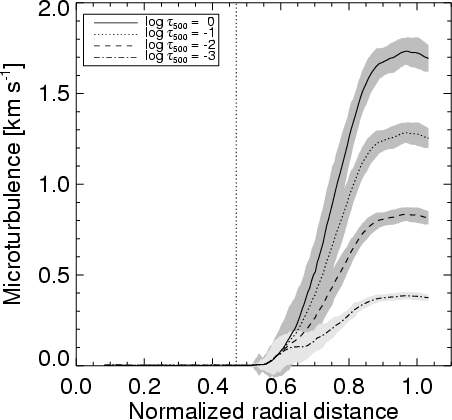 2.0
log τ500 = 0
log τ500 = -1
log τ500 = -2
log τ500 = -3
1.5
1.0
0.5
0.0
Microturbulence [km s-1]
0.0 0.2 0.4 0.6 0.8 1.0
Normalized radial distance